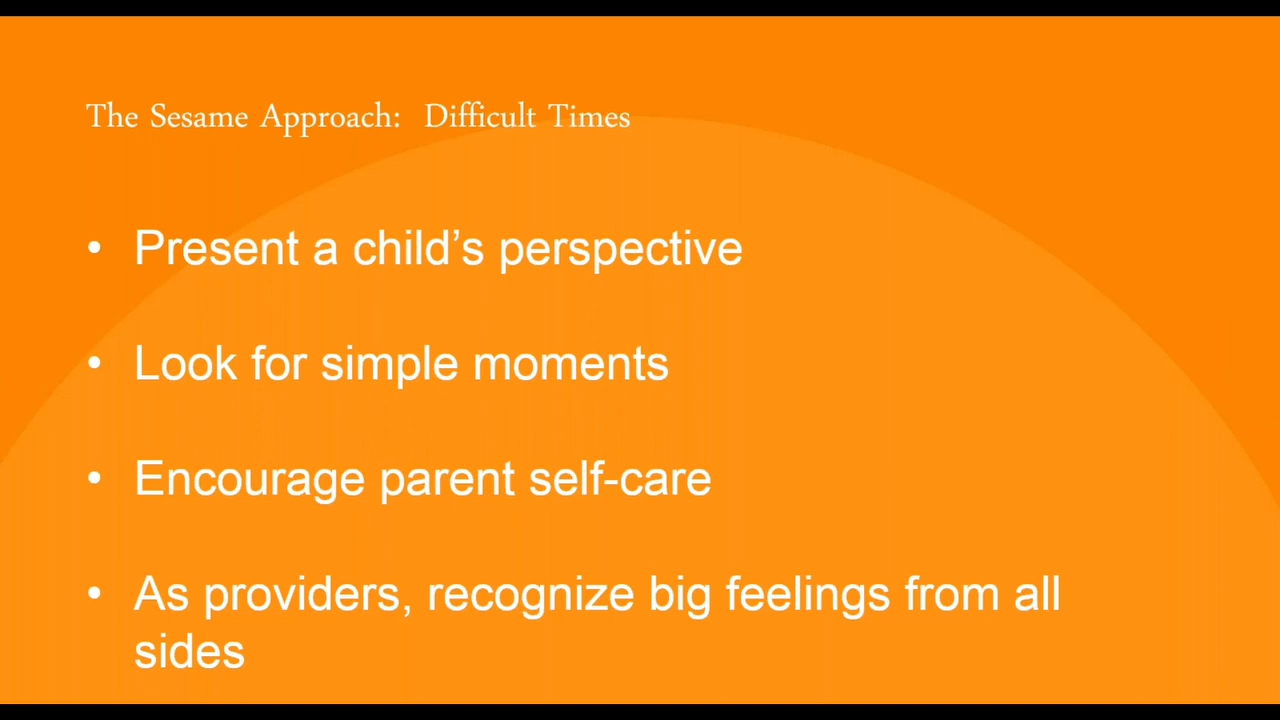 The Sesame Approach: Difficult Times
• Present a child’s perspective
• Look for simple moments
• Encourage parent self-care
• As providers, recognize big feelings from all
sides